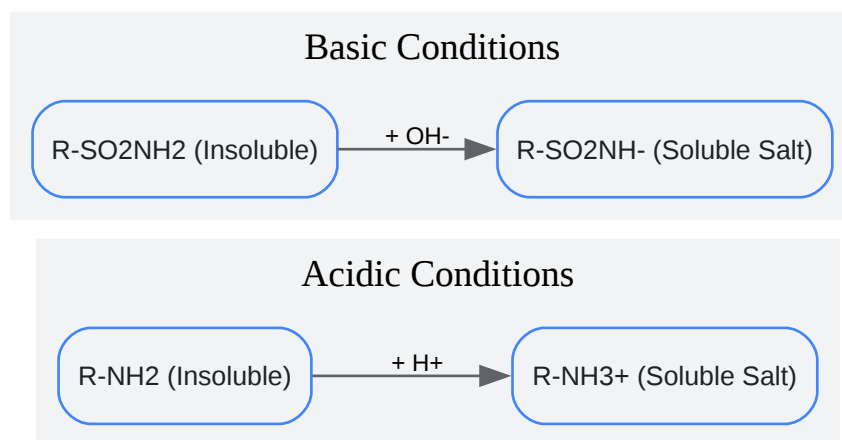 Basic Conditions
R-SO2NH2 (Insoluble)
+ OH-
R-SO2NH- (Soluble Salt)
Acidic Conditions
R-NH2 (Insoluble)
+ H+
R-NH3+ (Soluble Salt)